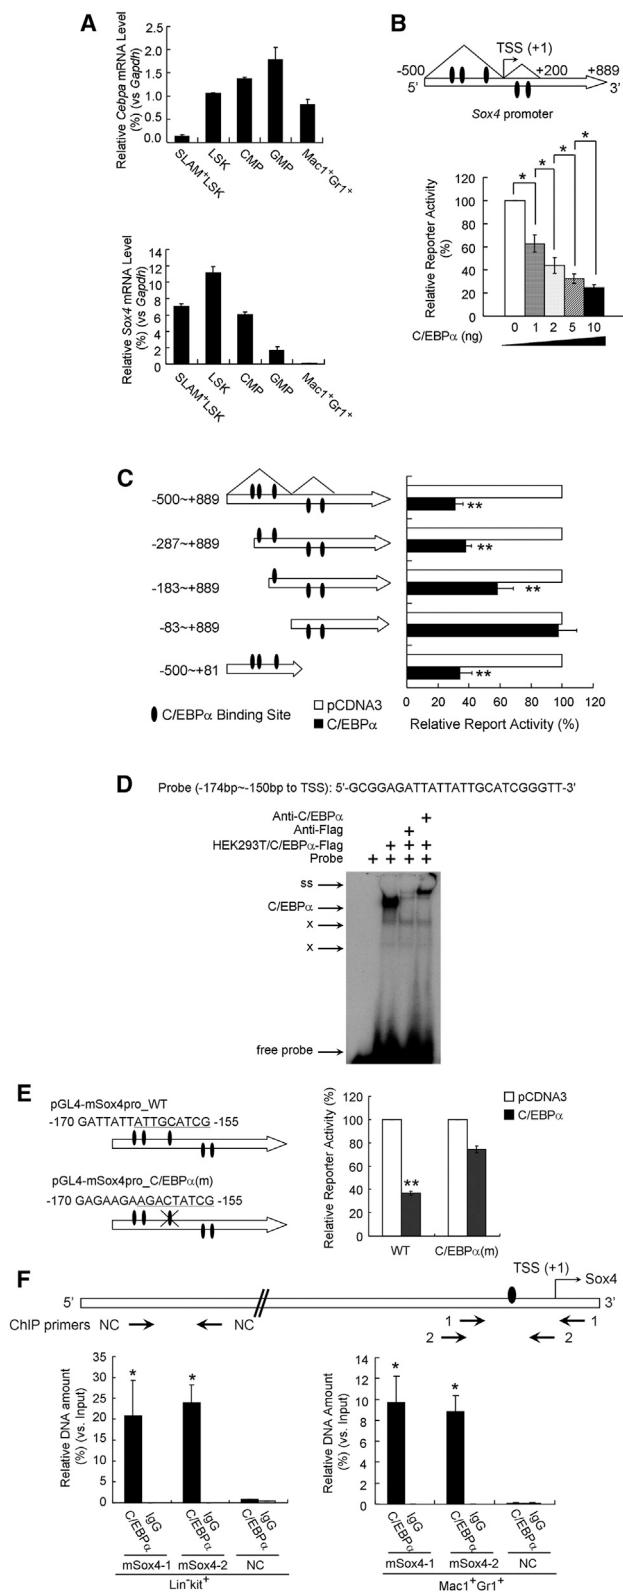 A
Relative Cebpa mRNA Level
(%) (vs Gapdh)
2.5
2.0
1.5
1.0
0.5
0.0
SLAM+LSK
LSK
CMP
GMP
Mac1+Gr1+
Relative Sox4 mRNA Level
(%) (vs Gapdh)
14
12
10
8
6
4
2
0
SLAM+LSK
LSK
CMP
GMP
Mac1+Gr1+
B
TSS (+1)
-500
+200
+889
5'
3'
Sox4 promoter
Relative Reporter Activity
(%)
120
100
80
60
40
20
0
* * * *
0 1 2 5 10
C/EBPα (ng)
C
-500~+889
-287~+889
-183~+889
-83~+889
-500~+81
**
**
**
**
0 20 40 60 80 100 120
Relative Report Activity (%)
C/EBPα Binding Site
pCDNA3
C/EBPα
D
Probe (-174bp~-150bp to TSS): 5'-GCGGAGATTATTATTGCATCGGGTT-3'
Anti-C/EBPα +
Anti-Flag +
HEK293T/C/EBPα-Flag + + +
Probe + + + +
ss
C/EBPα
x
x
free probe
E
pGL4-mSox4pro_WT
-170 GATTATTATTGCATCG -155
pGL4-mSox4pro_C/EBPα(m)
-170 GAGAAGAAGACTATCG -155
Relative Reporter Activity (%)
120
100
80
60
40
20
0
**
WT
C/EBPα(m)
pCDNA3
C/EBPα
F
TSS (+1)
Sox4
5'
3'
ChIP primers NC
NC
1
1
2
2
Relative DNA amount
(%) (vs. Input)
35
30
25
20
15
10
5
0
* *
C/EBPα
IgG
C/EBPα
IgG
C/EBPα
IgG
mSox4-1 mSox4-2 NC
Lin-kit+
Relative DNA Amount
(%) (vs. Input)
14
12
10
8
6
4
2
0
* *
C/EBPα
IgG
C/EBPα
IgG
C/EBPα
IgG
mSox4-1 mSox4-2 NC
Mac1+Gr1+